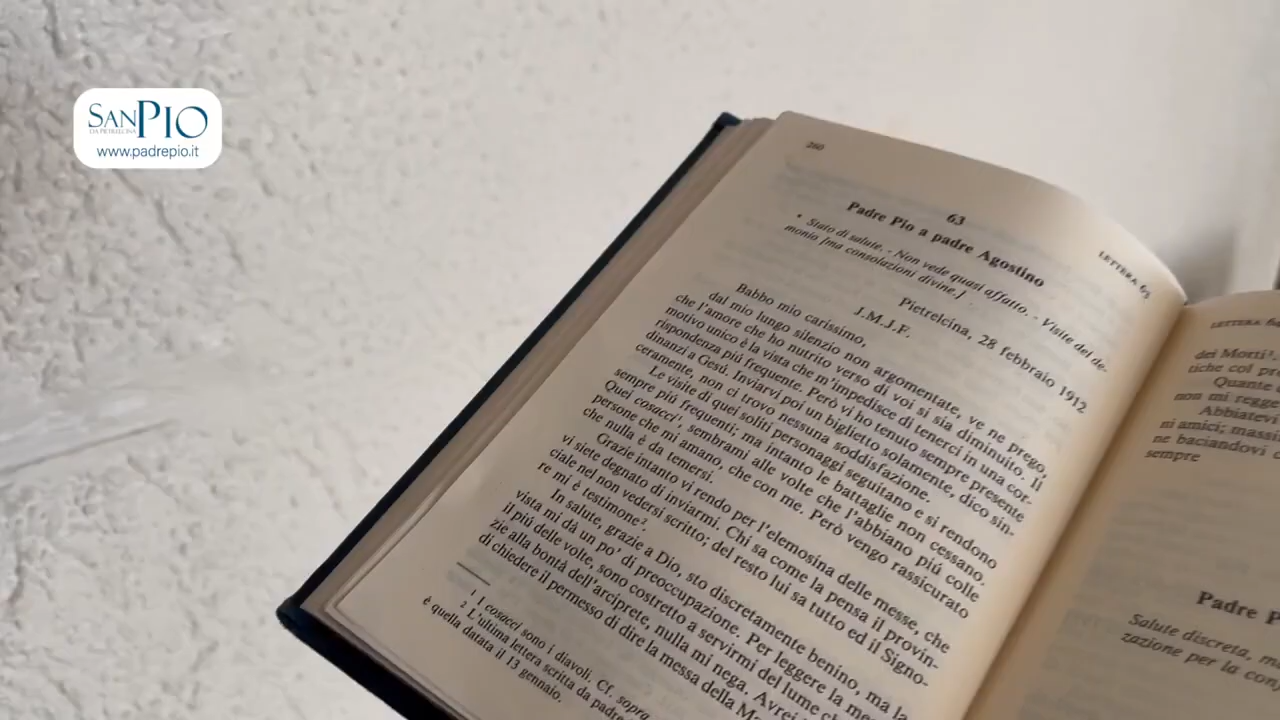 SANPIO
DA PIETRELCINA
www.padrepio.it
260
LETTERA 63
63
Padre Pio a padre Agostino
* Stato di salute. - Non vede quasi affatto. - Visite del de-
monio [ma consolazioni divine.]
Pietrelcina, 28 febbraio 1912
J.M.J.F.
Babbo mio carissimo,
dal mio lungo silenzio non argomentate, ve ne prego,
che l'amore che ho nutrito verso di voi si sia diminuito. Il
motivo unico è la vista che m'impedisce di tenerci in una cor-
rispondenza piú frequente. Però vi ho tenuto sempre presente
dinanzi a Gesú. Inviarvi poi un biglietto solamente, dico sin-
ceramente, non ci trovo nessuna soddisfazione.
Le visite di quei soliti personaggi seguitano e si rendono
sempre piú frequenti; ma intanto le battaglie non cessano.
Quei cosacci¹, sembrami alle volte che l'abbiano piú colle
persone che mi amano, che con me. Però vengo rassicurato
che nulla è da temersi.
Grazie intanto vi rendo per l'elemosina delle messe, che
vi siete degnato di inviarmi. Chi sa come la pensa il provin-
ciale nel non vedersi scritto; del resto lui sa tutto ed il Signo-
re mi è testimone².
In salute, grazie a Dio, sto discretamente benino, ma la
vista mi dà un po' di preoccupazione. Per leggere la
il piú delle volte, sono costretto a servirmi del lume
zie alla bontà dell'arciprete, nulla mi nega. Avrei
di chiedere il permesso di dire la messa della
¹ I cosacci sono i diavoli. Cf. sopra
² L'ultima lettera scritta da padre
è quella datata il 13 gennaio.
LETTERA
dei Morti¹.
tiche col
Quante
non mi regge
Abbiatevi
ni amici; massi
ne baciandovi
sempre
Padre P
Salute discreta,
zazione per la